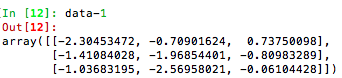 In [12]: data-1
Out[12]:
array([[-2.30453472, -0.70901624,  0.73750098],
       [-1.41084028, -1.96854401, -0.80983289],
       [-1.03683195, -2.56958021, -0.06104428]])